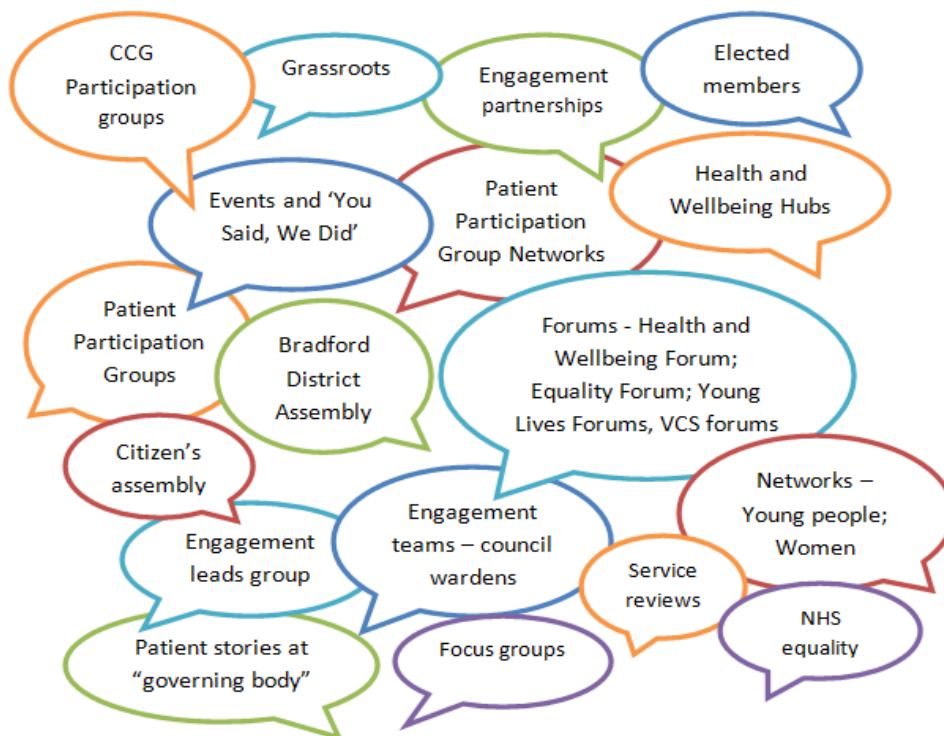 CCG
Participation
groups
Grassroots
Engagement
partnerships
Elected
members
Events and ‘You
Said, We Did’
Patient
Participation
Group Networks
Health and
Wellbeing Hubs
Patient
Participation
Groups
Bradford
District
Assembly
Forums - Health and
Wellbeing Forum;
Equality Forum; Young
Lives Forums, VCS forums
Citizen’s
assembly
Networks –
Young people;
Women
Engagement
leads group
Engagement
teams – council
wardens
Service
reviews
NHS
equality
Patient stories at
“governing body”
Focus groups